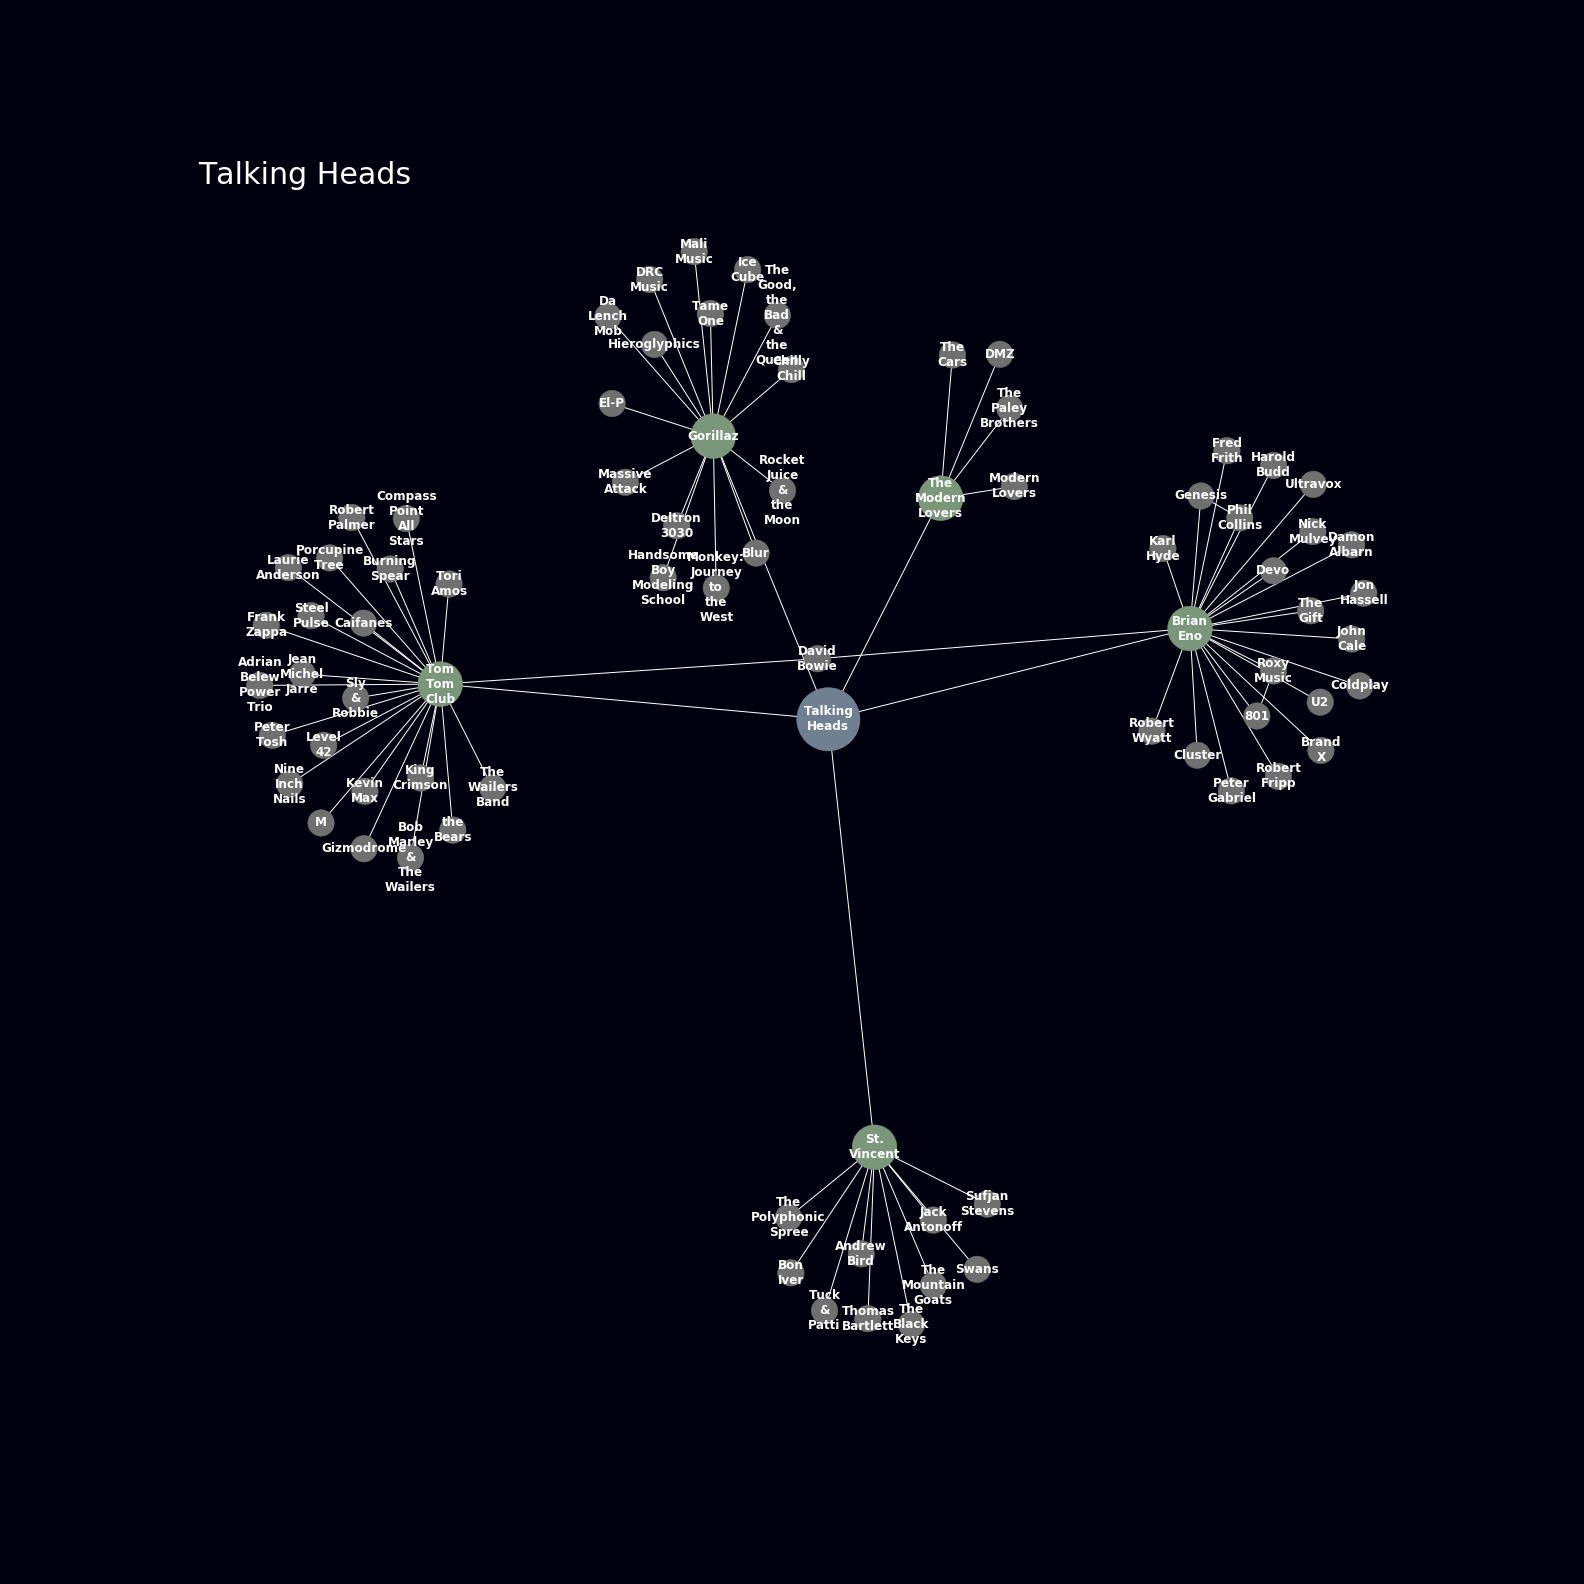 Talking Heads
Mali
Music
Ice
Cube
DRC
Music
The
Good,
the
Bad
&
the
Queen
Da
Lench
Mob
Tame
One
Hieroglyphics
Chilly
Chill
El-P
Gorillaz
Massive
Attack
Rocket
Juice
&
the
Moon
Deltron
3030
Handsome
Boy
Modeling
School
Monkey:
Journey
to
the
West
Blur
The
Cars
DMZ
The
Paley
Brothers
Modern
Lovers
The
Modern
Lovers
Fred
Frith
Harold
Budd
Ultravox
Genesis
Phil
Collins
Nick
Mulvey
Damon
Albarn
Karl
Hyde
Devo
Jon
Hassell
The
Gift
Brian
Eno
John
Cale
Roxy
Music
Coldplay
U2
801
Robert
Wyatt
Cluster
Brand
X
Robert
Fripp
Peter
Gabriel
Compass
Point
All
Stars
Robert
Palmer
Porcupine
Tree
Laurie
Anderson
Burning
Spear
Tori
Amos
Steel
Pulse
Frank
Zappa
Caifanes
Adrian
Belew
Power
Trio
Jean
Michel
Jarre
Sly
&
Robbie
Tom
Tom
Club
Peter
Tosh
Level
42
Nine
Inch
Nails
Kevin
Max
King
Crimson
The
Wailers
Band
M
Gizmodrome
Bob
Marley
&
The
Wailers
the
Bears
David
Bowie
Talking
Heads
St.
Vincent
The
Polyphonic
Spree
Sufjan
Stevens
Jack
Antonoff
Andrew
Bird
Bon
Iver
Swans
The
Mountain
Goats
Tuck
&
Patti
Thomas
Bartlett
The
Black
Keys